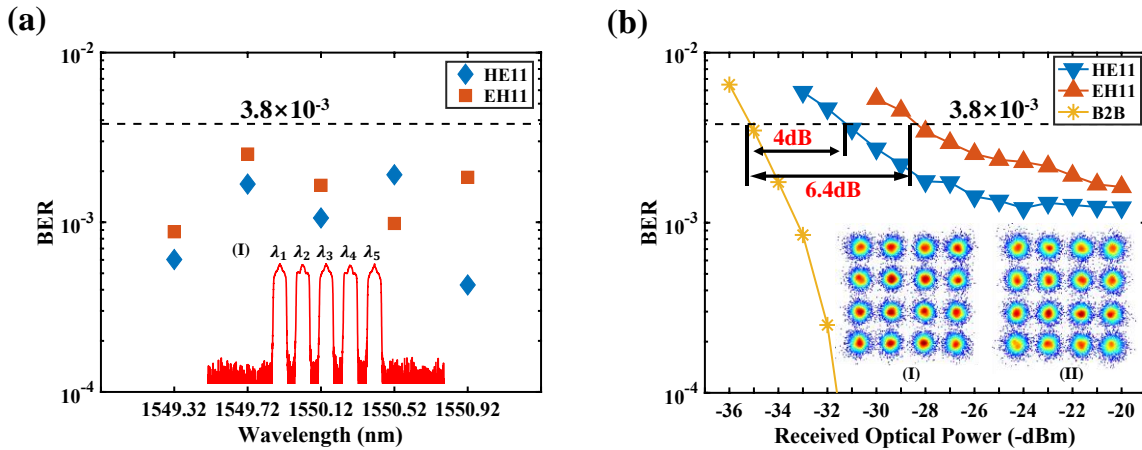 (a)
10⁻²
HE11
EH11
3.8×10⁻³
BER
10⁻³
(I)
λ₁ λ₂ λ₃ λ₄ λ₅
10⁻⁴
1549.32 1549.72 1550.12 1550.52 1550.92
Wavelength (nm)
(b)
10⁻²
HE11
EH11
B2B
3.8×10⁻³
4dB
6.4dB
BER
10⁻³
(I) (II)
10⁻⁴
-36 -34 -32 -30 -28 -26 -24 -22 -20
Received Optical Power (-dBm)